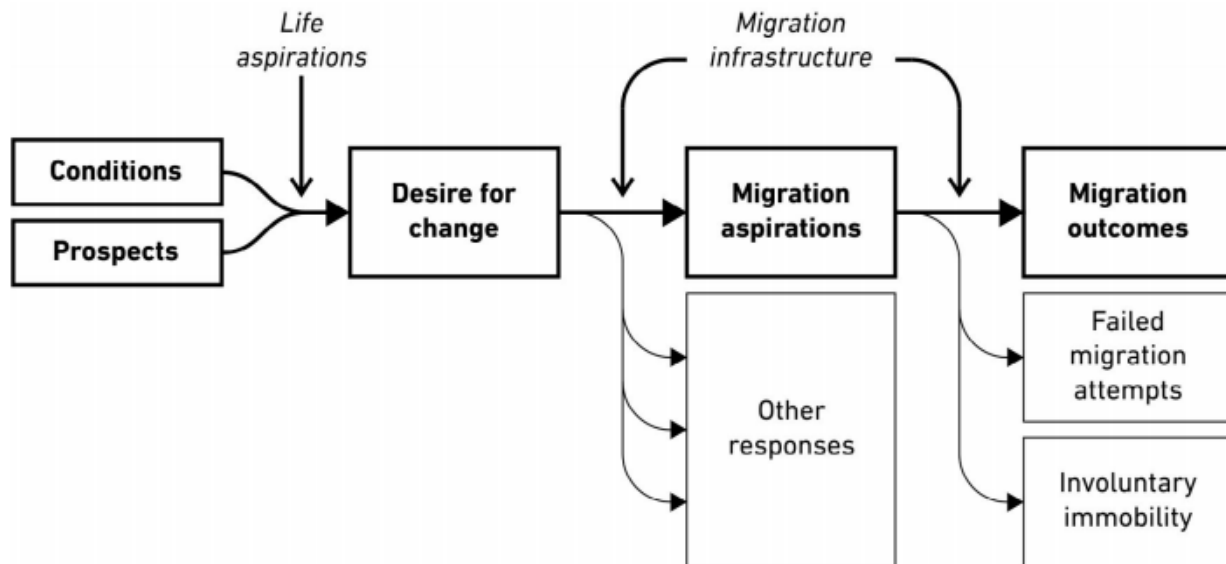 Life
aspirations
Migration
infrastructure
Conditions
Prospects
Desire for
change
Migration
aspirations
Migration
outcomes
Other
responses
Failed
migration
attempts
Involuntary
immobility